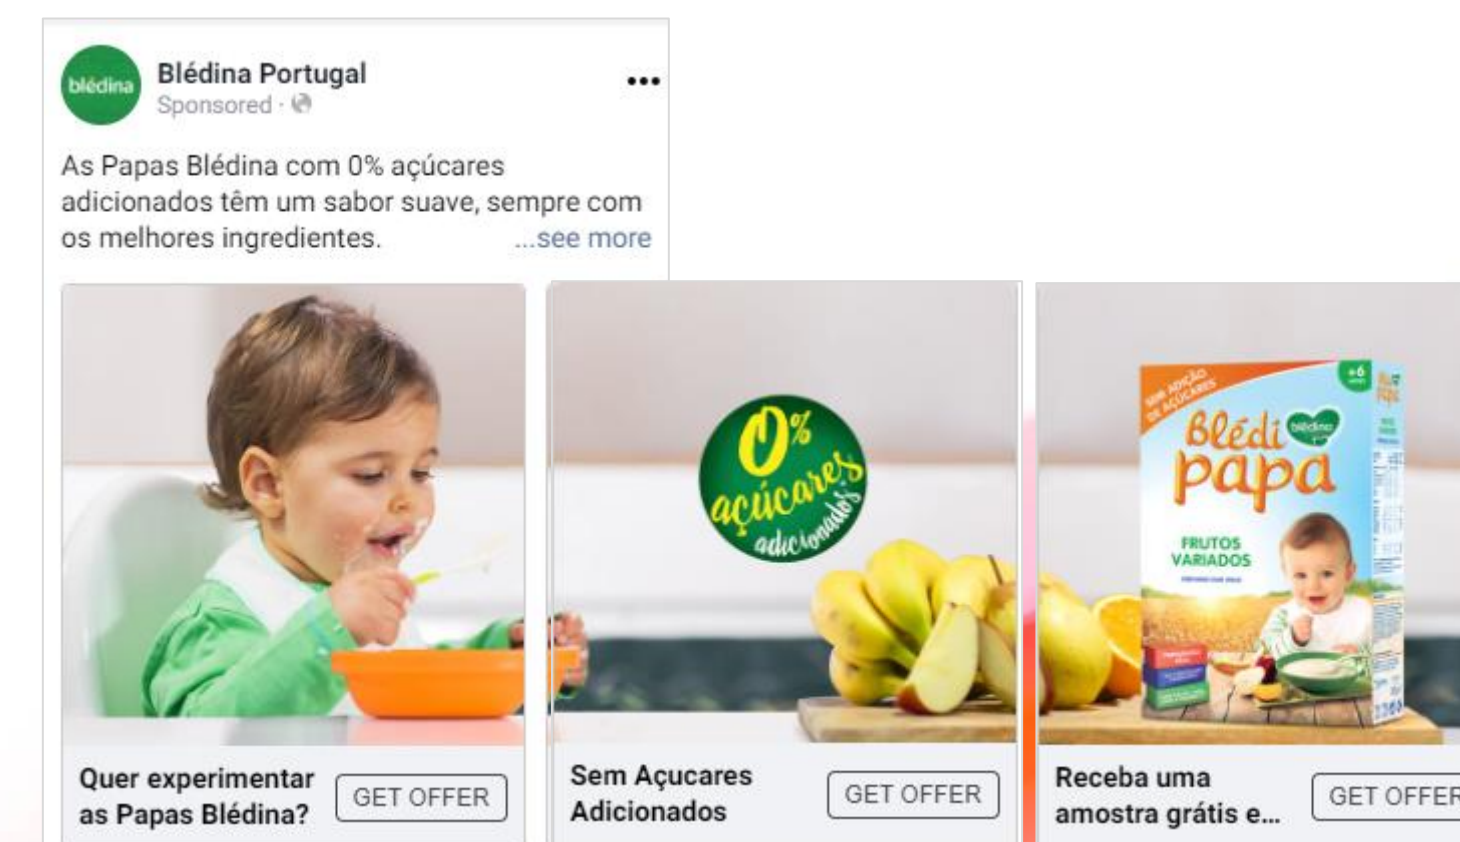 blédina
Blédina Portugal
Sponsored ·
As Papas Blédina com 0% açúcares
adicionados têm um sabor suave, sempre com
os melhores ingredientes. ...see more
0%
açúcares
adicionados
SEM ADIÇÃO
DE AÇÚCARES
+6
Blédi
blédina
papa
FRUTOS
VARIADOS
Quer experimentar
as Papas Blédina?
GET OFFER
Sem Açucares
Adicionados
GET OFFER
Receba uma
amostra grátis e...
GET OFFER